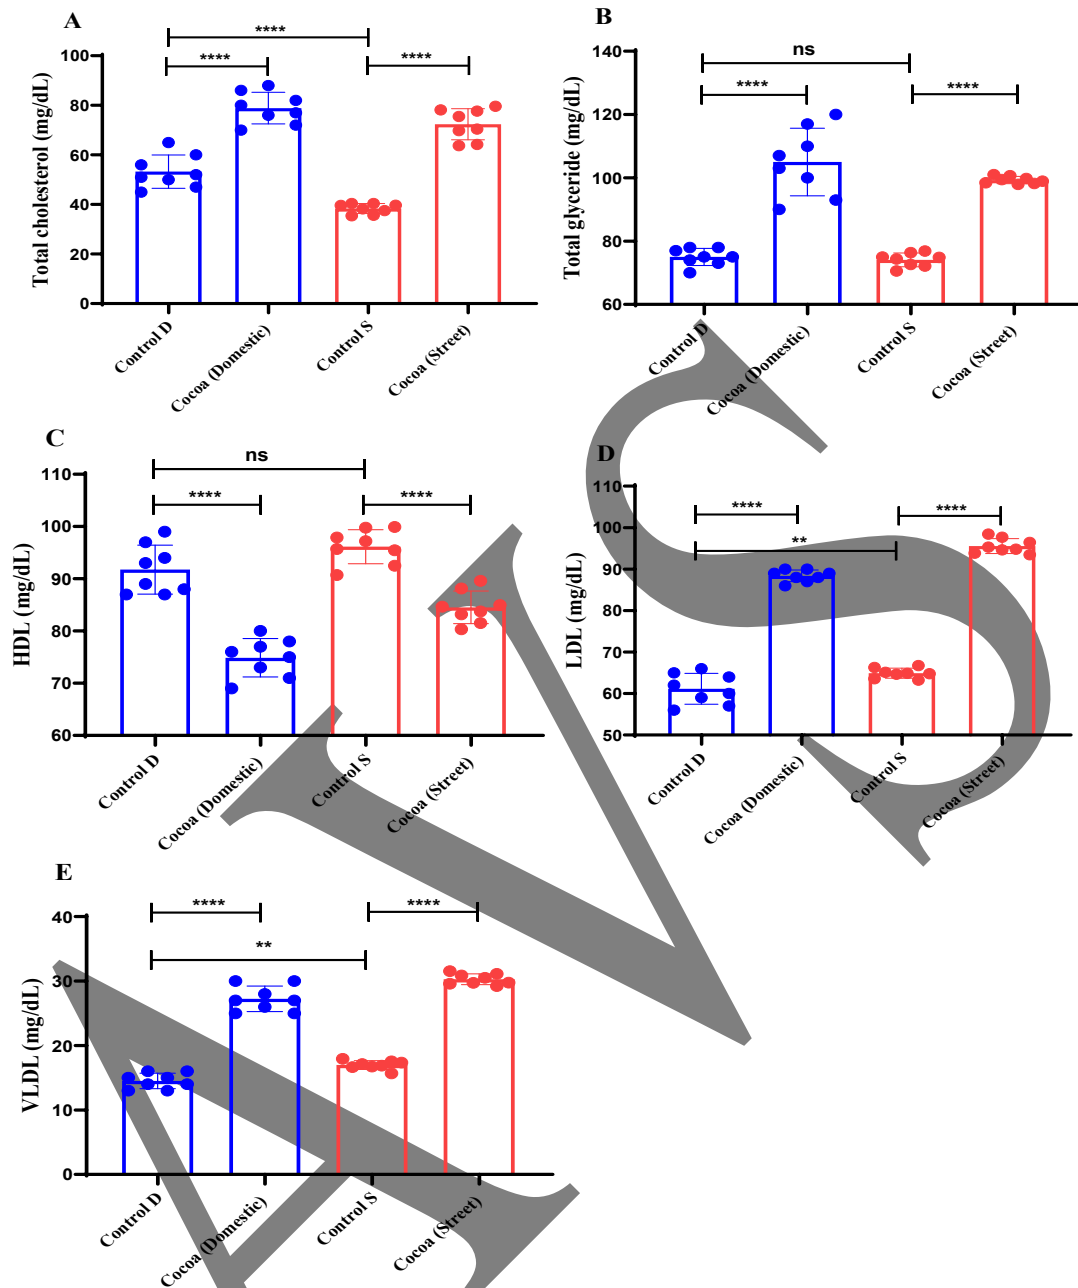 A
****
****
****
Total cholesterol (mg/dL)
100
80
60
40
20
0
Control D
Cocoa (Domestic)
Control S
Cocoa (Street)
B
ns
****
****
Total glyceride (mg/dL)
140
120
100
80
60
Control D
Cocoa (Domestic)
Control S
Cocoa (Street)
C
ns
****
****
HDL (mg/dL)
110
100
90
80
70
60
Control D
Cocoa (Domestic)
Control S
Cocoa (Street)
D
****
****
**
LDL (mg/dL)
110
100
90
80
70
60
50
Control D
Cocoa (Domestic)
Control S
Cocoa (Street)
E
****
****
**
VLDL (mg/dL)
40
30
20
10
0
Control D
Cocoa (Domestic)
Control S
Cocoa (Street)